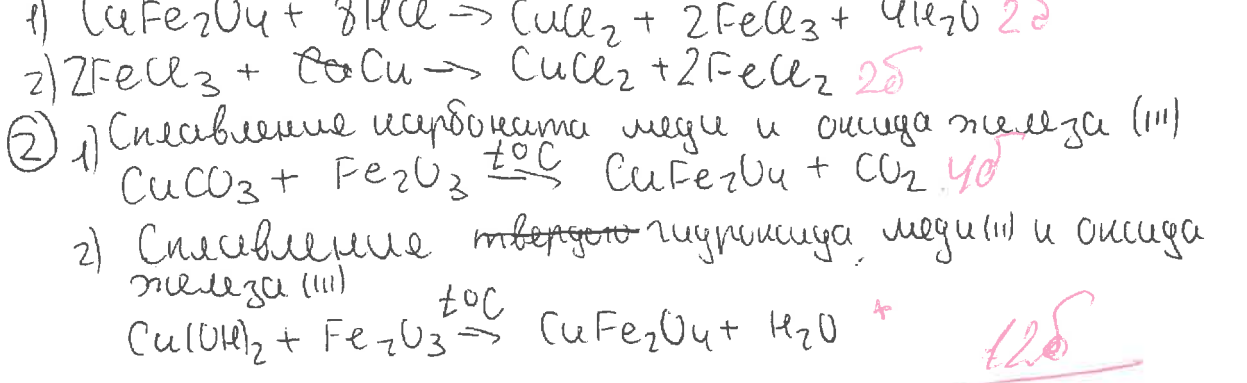 1) CuFe₂O₄ + 8HCl → CuCl₂ + 2FeCl₃ + 4H₂O 2б
2) 2FeCl₃ + Cu → CuCl₂ + 2FeCl₂ 2б
② 1) Сплавление карбоната меди и оксида железа (III)
CuCO₃ + Fe₂O₃ t°C → CuFe₂O₄ + CO₂ 4б
2) Сплавление твердого гидроксида меди (II) и оксида
железа (III)
Cu(OH)₂ + Fe₂O₃ t°C → CuFe₂O₄ + H₂O +
12б